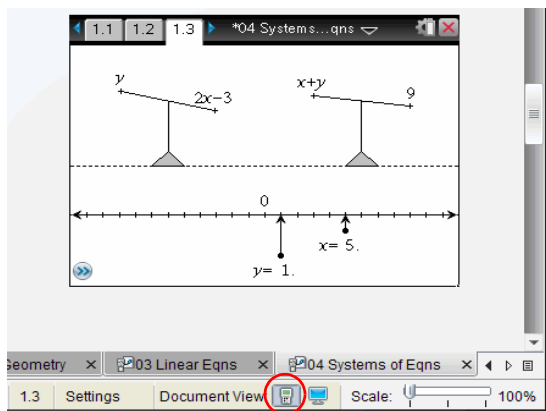 1.1 1.2 1.3 *04 Systems...qns
y 2x−3 x+y 9
0
x= 5.
y= 1.
Geometry 03 Linear Eqns 04 Systems of Eqns
1.3 Settings Document View Scale: 100%